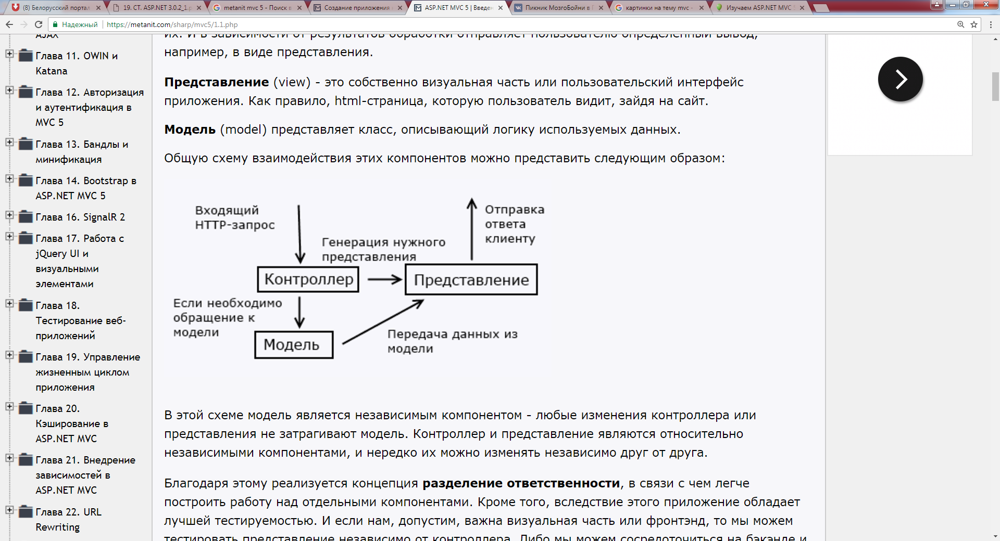 (8) Белорусский портал
19. СТ. ASP.NET 3.0.2_1.p
metanit mvc 5 - Поиск в
Создание приложения
ASP.NET MVC 5 | Введен
Пикник МозгоБойни в
картинки на тему mvc -
Изучаем ASP.NET MVC
Надежный
https://metanit.com/sharp/mvc5/1.1.php
AJAX
Глава 11. OWIN и
Katana
Глава 12. Авторизация
и аутентификация в
MVC 5
Глава 13. Бандлы и
минификация
Глава 14. Bootstrap в
ASP.NET MVC 5
Глава 16. SignalR 2
Глава 17. Работа с
jQuery UI и
визуальными
элементами
Глава 18.
Тестирование веб-
приложений
Глава 19. Управление
жизненным циклом
приложения
Глава 20.
Кэширование в
ASP.NET MVC
Глава 21. Внедрение
зависимостей в
ASP.NET MVC
Глава 22. URL
Rewriting
их. И в зависимости от результатов обработки отправляет пользователю определенный вывод,
например, в виде представления.
Представление (view) - это собственно визуальная часть или пользовательский интерфейс
приложения. Как правило, html-страница, которую пользователь видит, зайдя на сайт.
Модель (model) представляет класс, описывающий логику используемых данных.
Общую схему взаимодействия этих компонентов можно представить следующим образом:
Входящий
HTTP-запрос
Отправка
ответа
клиенту
Генерация нужного
представления
Контроллер
Представление
Если необходимо
обращение к
модели
Модель
Передача данных из
модели
В этой схеме модель является независимым компонентом - любые изменения контроллера или
представления не затрагивают модель. Контроллер и представление являются относительно
независимыми компонентами, и нередко их можно изменять независимо друг от друга.
Благодаря этому реализуется концепция разделение ответственности, в связи с чем легче
построить работу над отдельными компонентами. Кроме того, вследствие этого приложение обладает
лучшей тестируемостью. И если нам, допустим, важна визуальная часть или фронтэнд, то мы можем
тестировать представление независимо от контроллера. Либо мы можем сосредоточиться на бэкэнде и